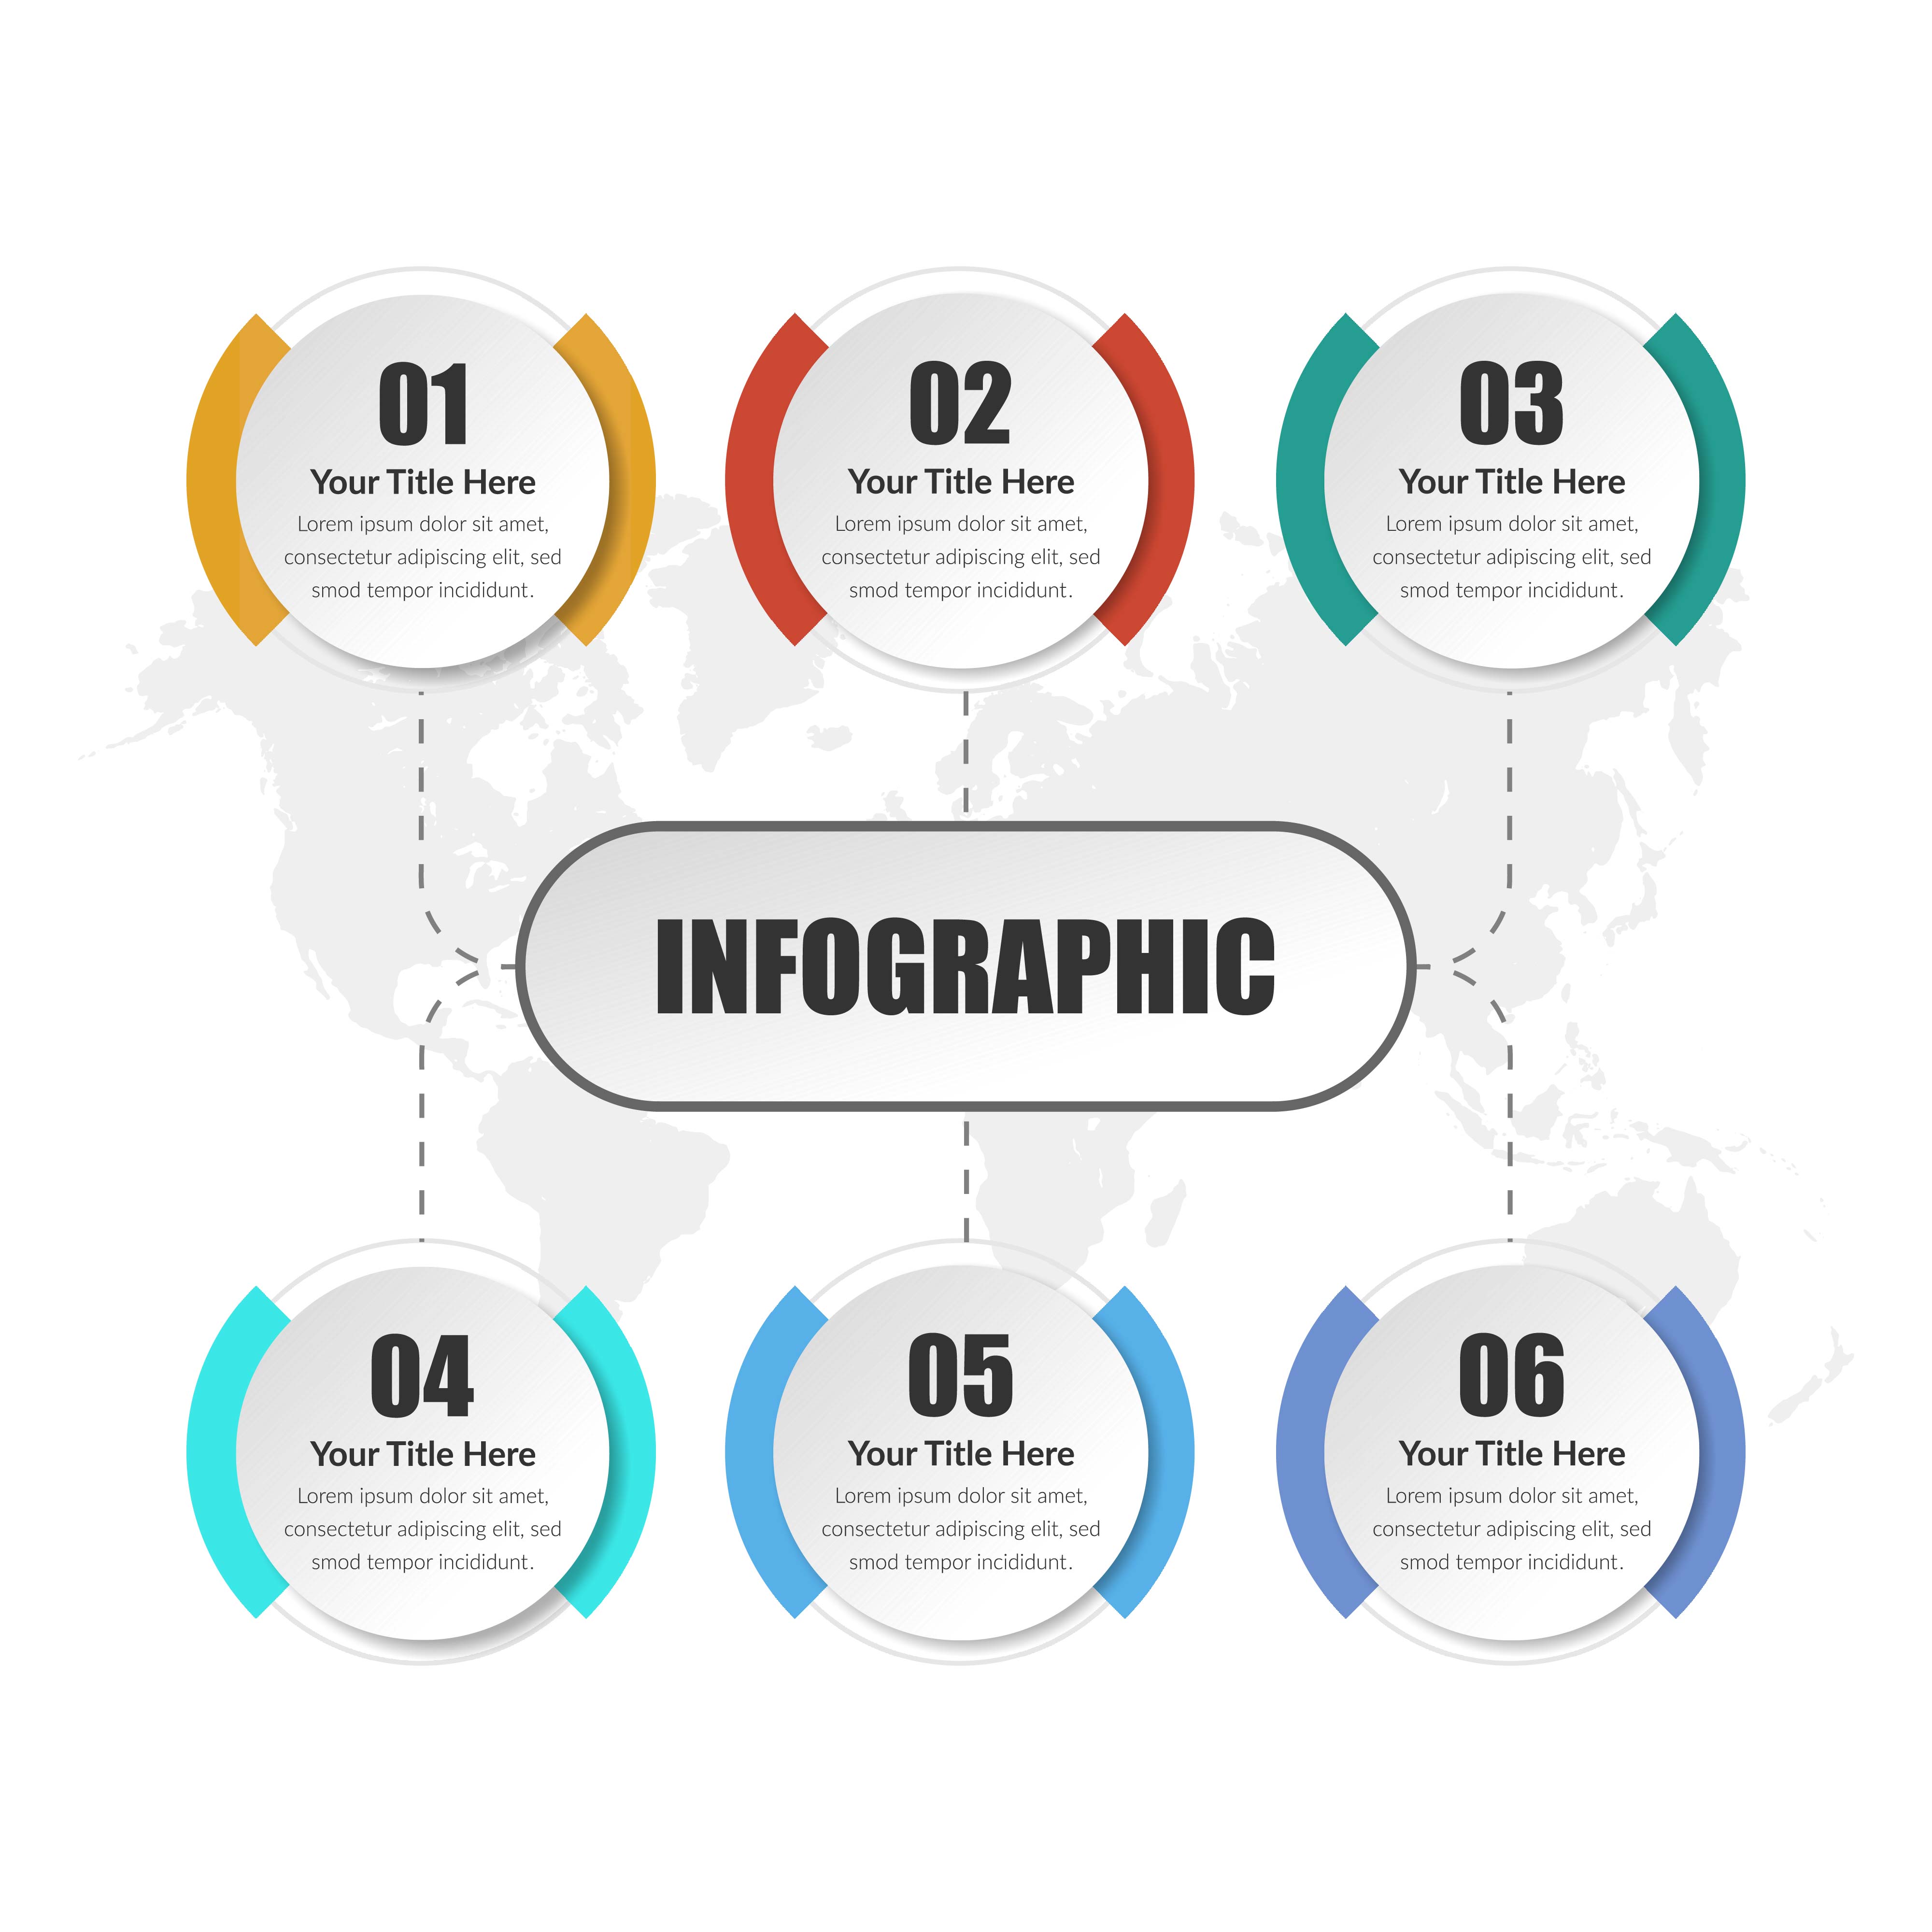 01
Your Title Here
Lorem ipsum dolor sit amet,
consectetur adipiscing elit, sed
smod tempor incididunt.
02
Your Title Here
Lorem ipsum dolor sit amet,
consectetur adipiscing elit, sed
smod tempor incididunt.
03
Your Title Here
Lorem ipsum dolor sit amet,
consectetur adipiscing elit, sed
smod tempor incididunt.
INFOGRAPHIC
04
Your Title Here
Lorem ipsum dolor sit amet,
consectetur adipiscing elit, sed
smod tempor incididunt.
05
Your Title Here
Lorem ipsum dolor sit amet,
consectetur adipiscing elit, sed
smod tempor incididunt.
06
Your Title Here
Lorem ipsum dolor sit amet,
consectetur adipiscing elit, sed
smod tempor incididunt.